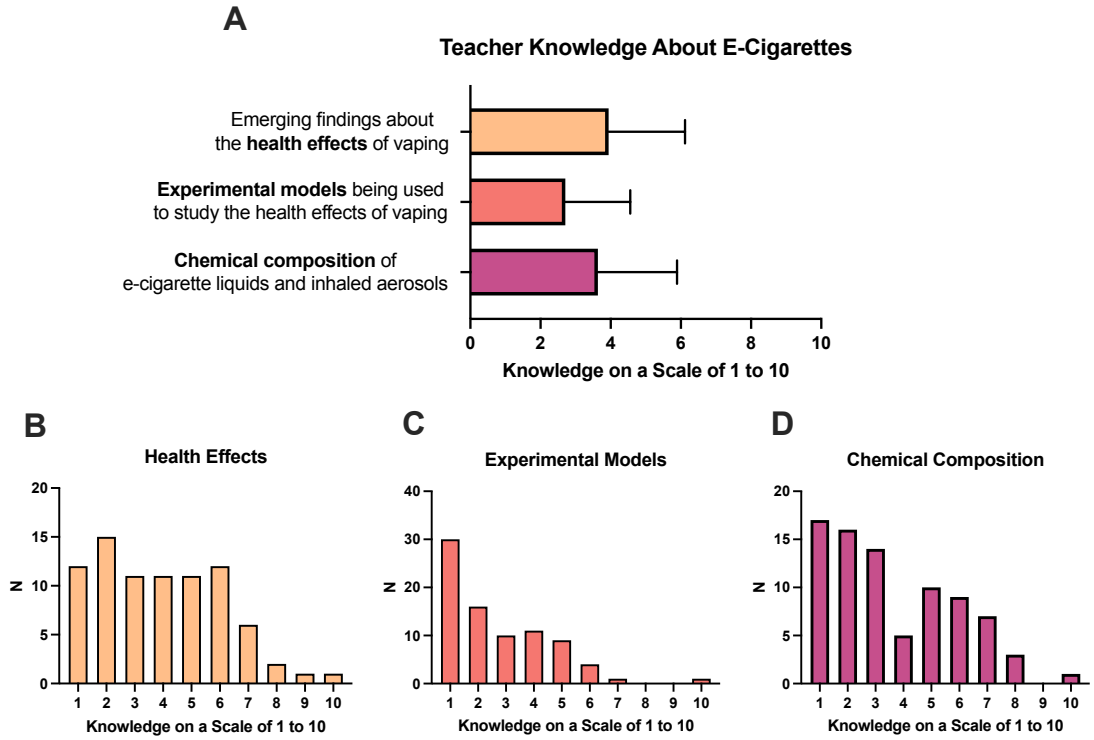 A
Teacher Knowledge About E-Cigarettes
Emerging findings about
the health effects of vaping
Experimental models being used
to study the health effects of vaping
Chemical composition of
e-cigarette liquids and inhaled aerosols
0 2 4 6 8 10
Knowledge on a Scale of 1 to 10
B
Health Effects
20
15
10
5
0
N
1 2 3 4 5 6 7 8 9 10
Knowledge on a Scale of 1 to 10
C
Experimental Models
40
30
20
10
0
N
1 2 3 4 5 6 7 8 9 10
Knowledge on a Scale of 1 to 10
D
Chemical Composition
20
15
10
5
0
N
1 2 3 4 5 6 7 8 9 10
Knowledge on a Scale of 1 to 10